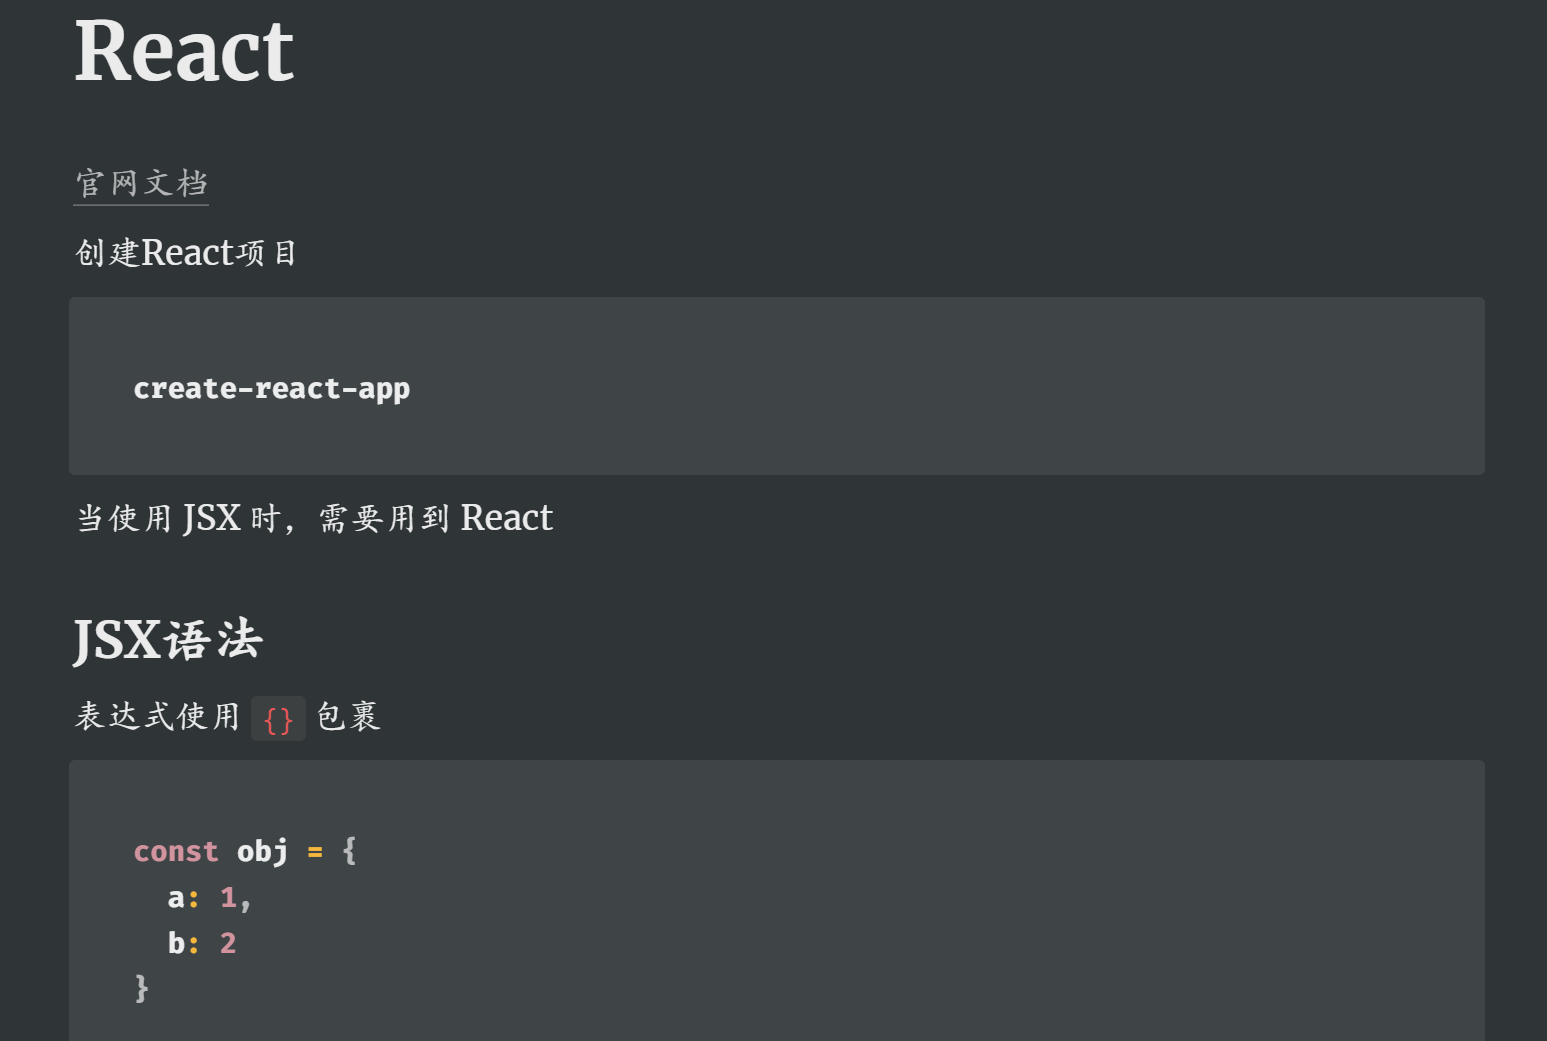 React
官网文档
创建React项目
create-react-app
当使用 JSX 时，需要用到 React
JSX语法
表达式使用 {} 包裹
const obj = {
  a: 1,
  b: 2
}